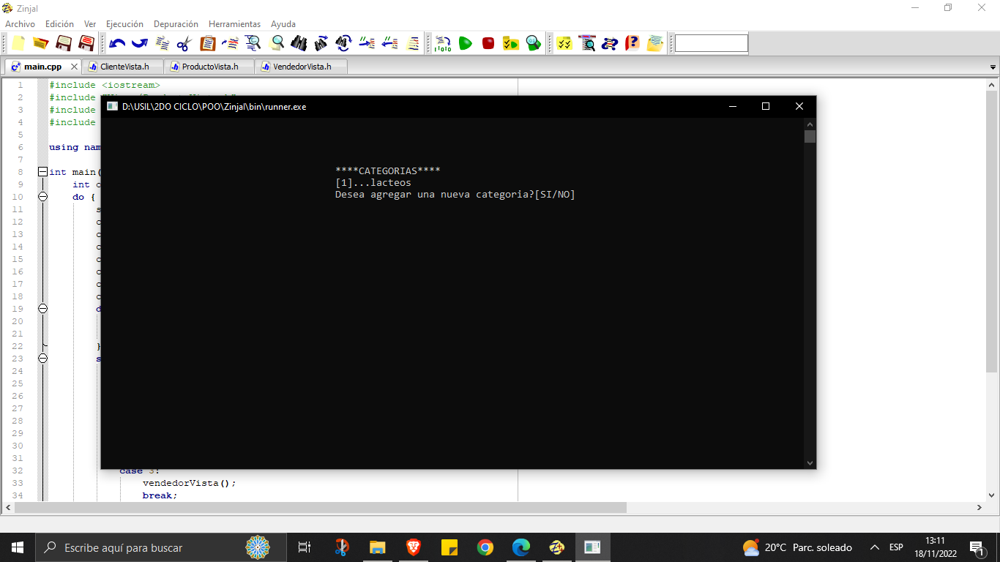 Zinjal
Archivo Edición Ver Ejecución Depuración Herramientas Ayuda
main.cpp ClienteVista.h ProductoVista.h VendedorVista.h
1 #include <iostream>
2 #include
3 #include
4 #include
5
6 using nam
7
8 int main(
9 int c
10 do {
11 s
12 c
13 c
14 c
15 c
16 c
17 c
18 c
19 d
20
21
22 }
23 s
24
25
26
27
28
29
30
31
32 case 3:
33 vendedorVista();
34 break;
D:\USIL\2DO CICLO\POO\Zinjal\bin\runner.exe
****CATEGORIAS****
[1]...lacteos
Desea agregar una nueva categoria?[SI/NO]
Escribe aquí para buscar
20°C Parc. soleado
ESP
13:11
18/11/2022
1